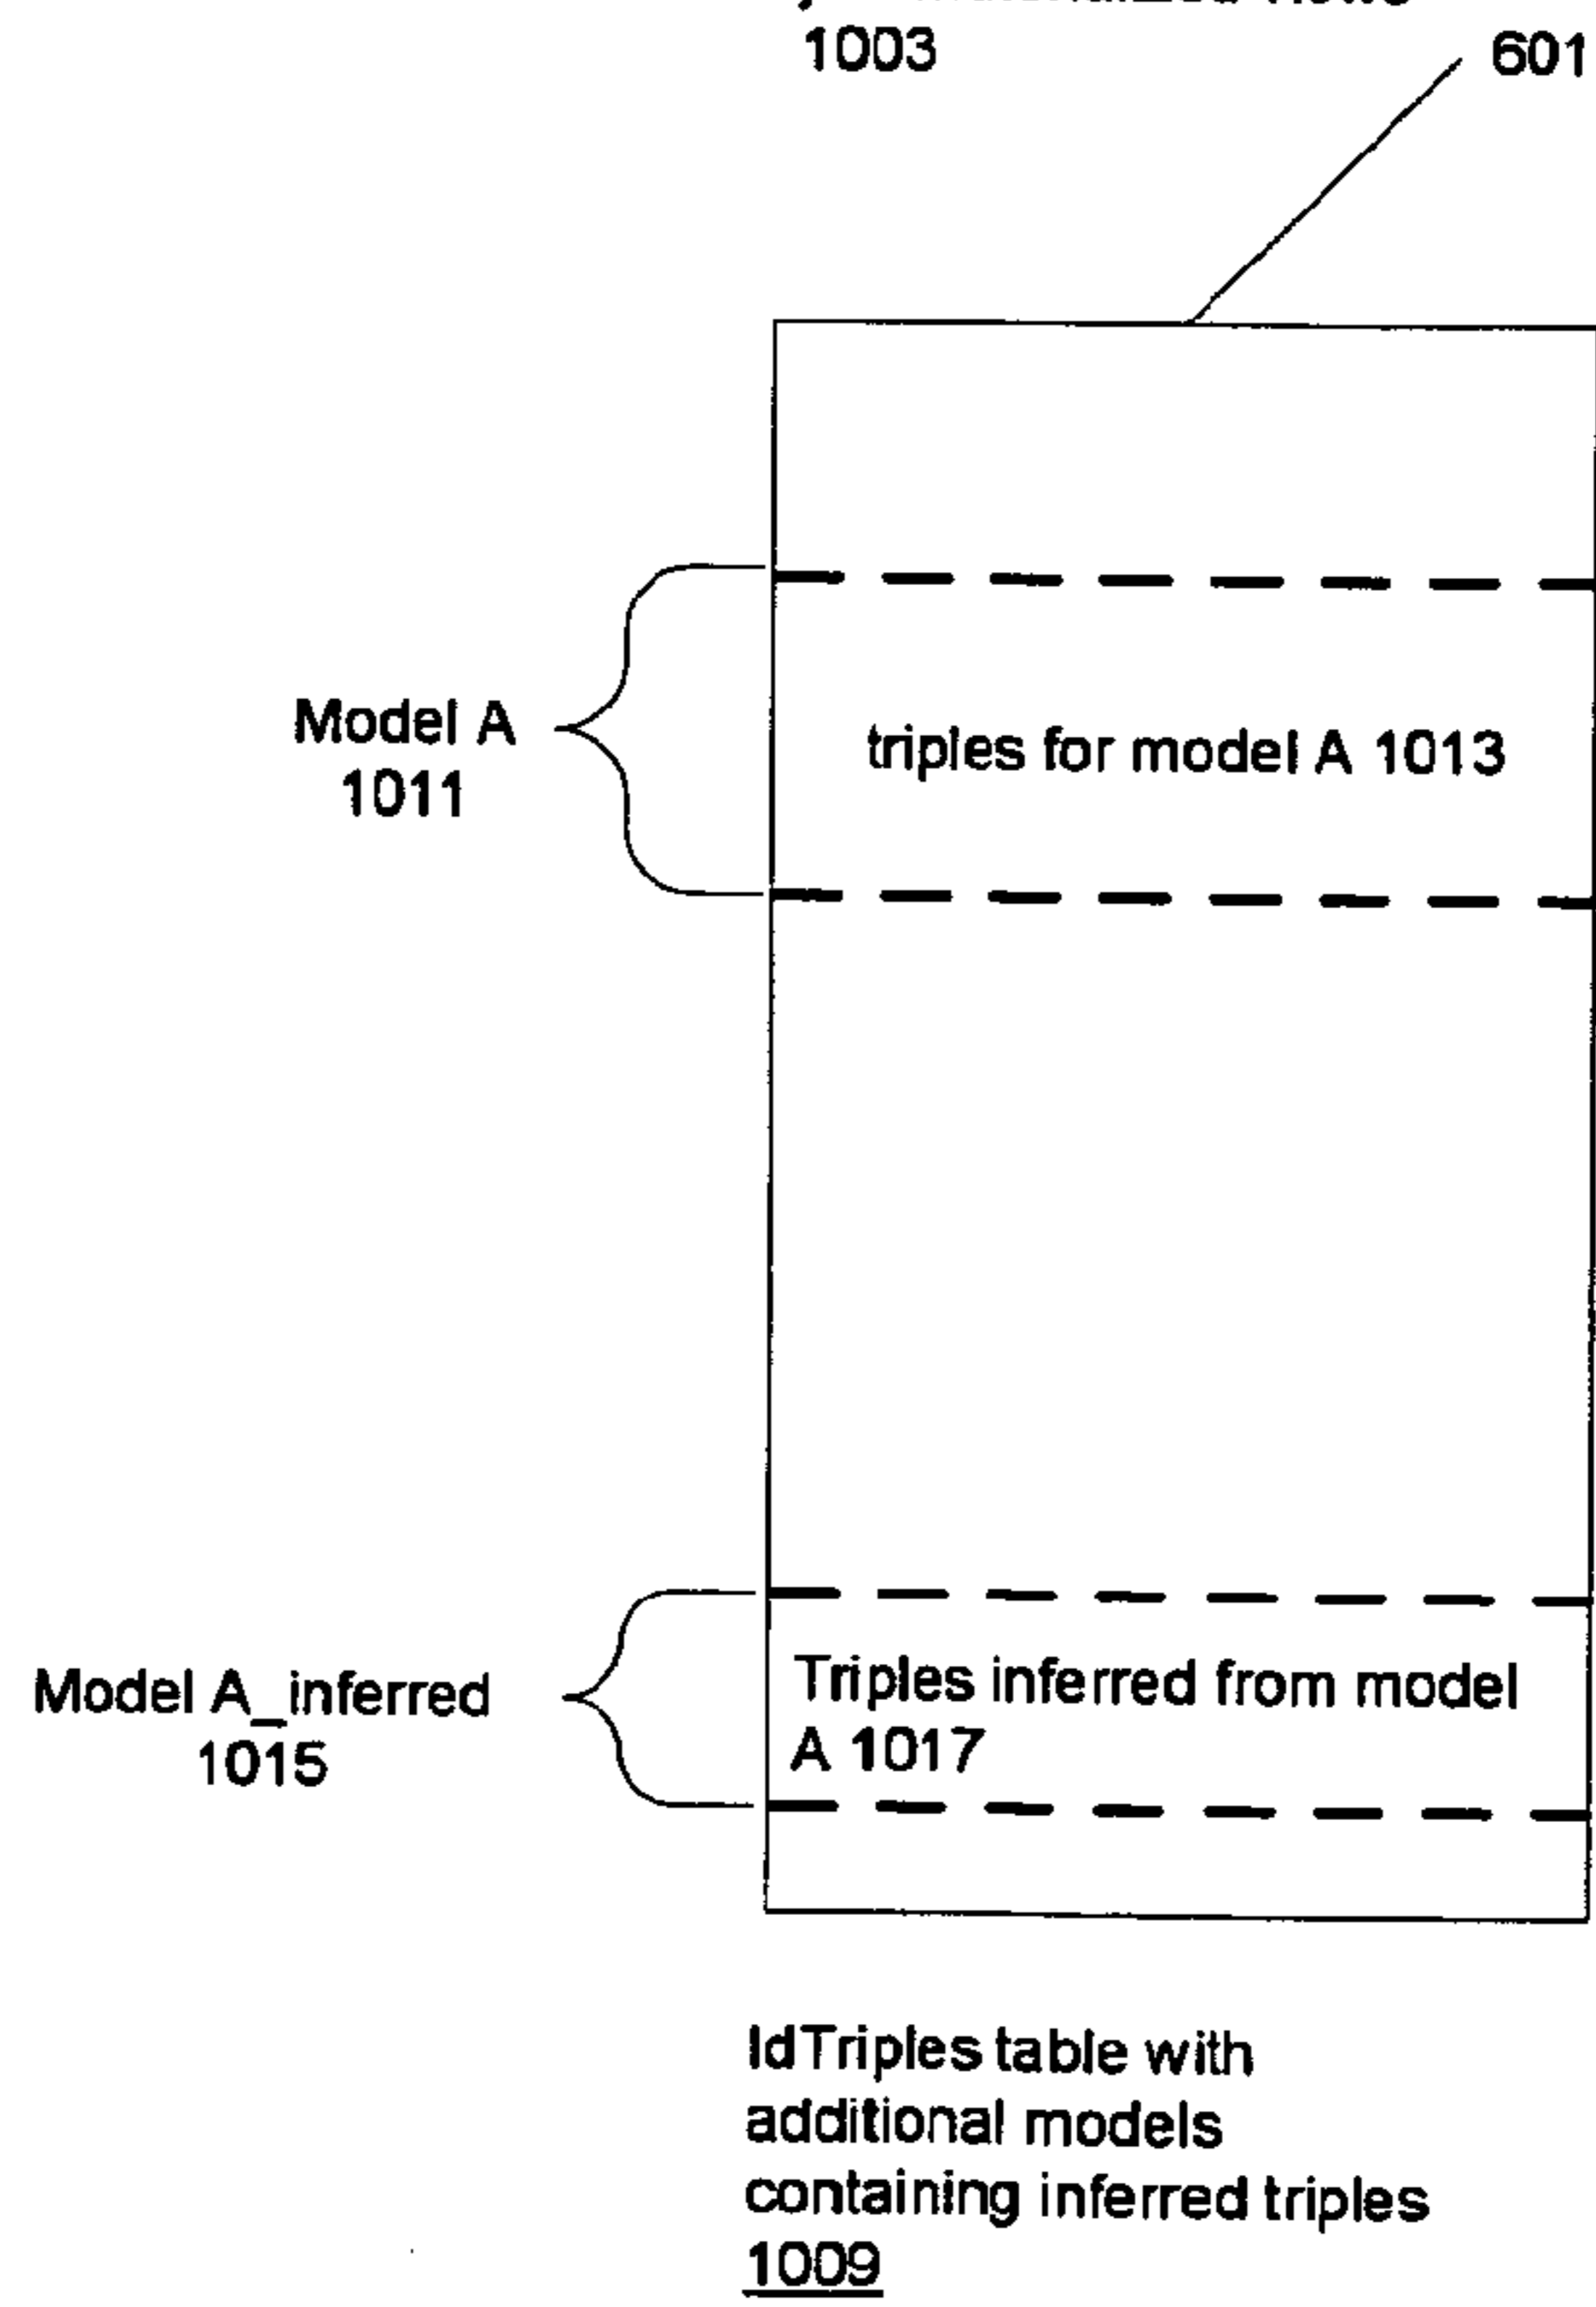 1003
601
Model A
1011
triples for model A 1013
Model A_inferred
1015
Triples inferred from model
A 1017
IdTriples table with
additional models
containing inferred triples
1009